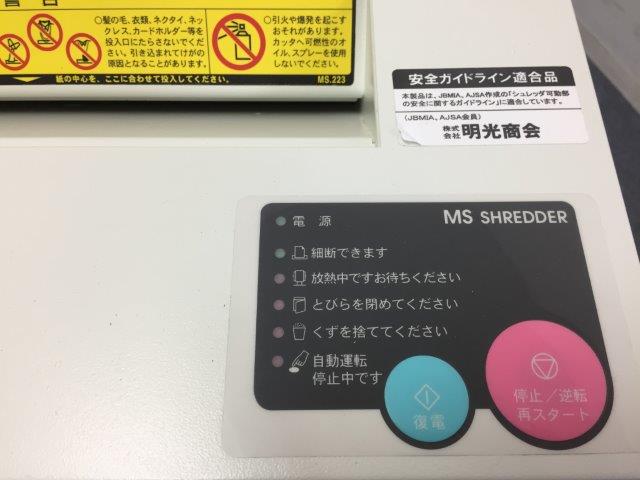 ○髪の毛、衣類、ネクタイ、ネッ
クレス、カードホルダー等を
投入口にたらさないでくだ
さい。引き込まれてけがの
原因となることがあります。
○引火や爆発を起こす
おそれがあります。
カッタへ可燃性のオ
イル、スプレーを使用
しないでください。
紙の中心を、ここに合わせて投入してください。
MS.223
安全ガイドライン適合品
本製品は、JBMIA、AJSA作成の「シュレッダ可動部
の安全に関するガイドライン」に適合しています。
(JBMIA、AJSA会員)
株式会社 明光商会
電源
MS SHREDDER
細断できます
放熱中ですお待ちください
とびらを閉めてください
くずを捨ててください
自動運転
停止中です
復電
停止/逆転
再スタート